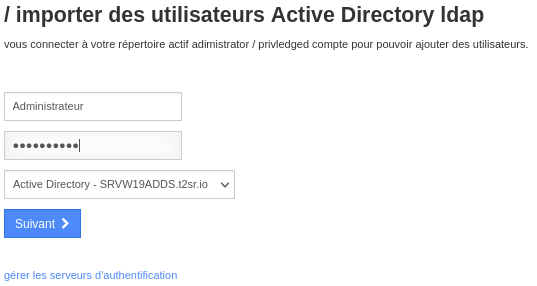 / importer des utilisateurs Active Directory ldap
vous connecter à votre répertoire actif adimistrator / privledged compte pour pouvoir ajouter des utilisateurs.
Administrateur
●●●●●●●●●●
Active Directory - SRVW19ADDS.t2sr.io
Suivant
gérer les serveurs d'authentification